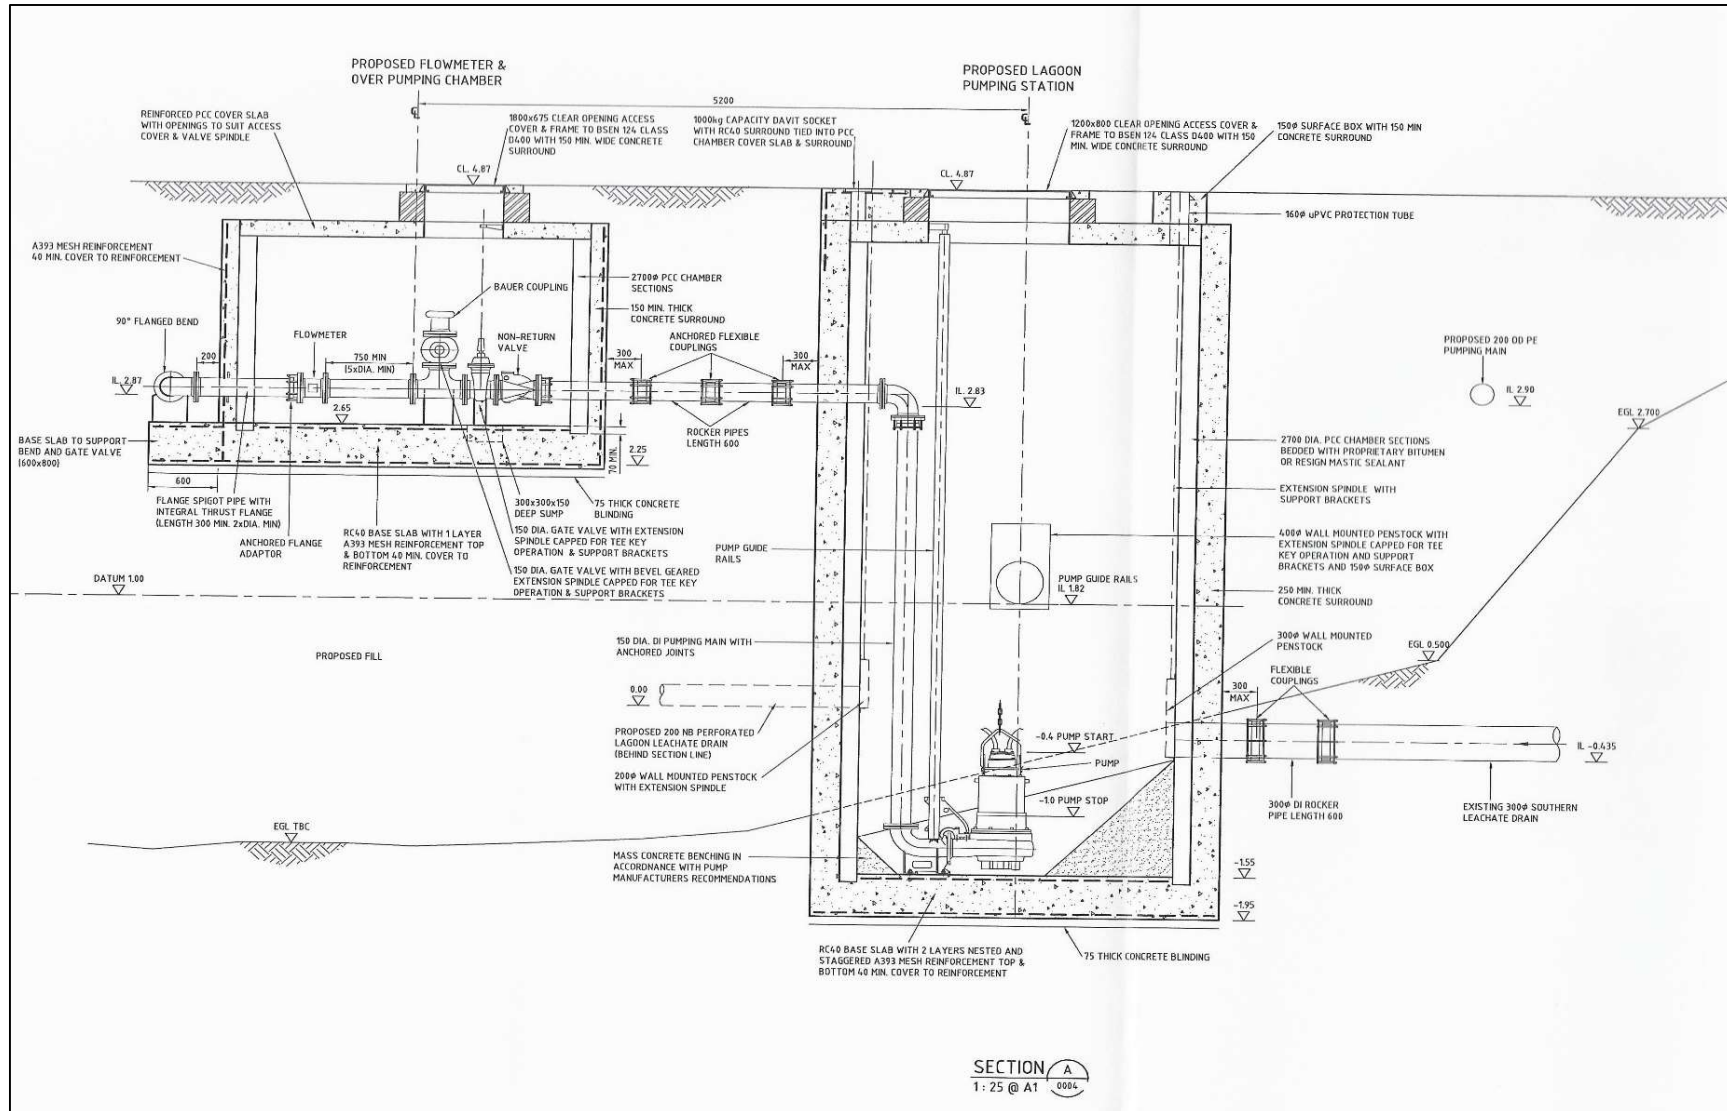 PROPOSED FLOWMETER &
OVER PUMPING CHAMBER
PROPOSED LAGOON
PUMPING STATION
5200
REINFORCED PCC COVER SLAB
WITH OPENINGS TO SUIT ACCESS
COVER & VALVE SPINDLE
1800x675 CLEAR OPENING ACCESS
COVER & FRAME TO BSEN 124 CLASS
D400 WITH 150 MIN. WIDE CONCRETE
SURROUND
1000kg CAPACITY DAVIT SOCKET
WITH RC40 SURROUND TIED INTO PCC
CHAMBER COVER SLAB & SURROUND
1200x800 CLEAR OPENING ACCESS COVER &
FRAME TO BSEN 124 CLASS D400 WITH 150
MIN. WIDE CONCRETE SURROUND
150ø SURFACE BOX WITH 150 MIN
CONCRETE SURROUND
CL. 4.87
CL. 4.87
160ø uPVC PROTECTION TUBE
A393 MESH REINFORCEMENT
40 MIN. COVER TO REINFORCEMENT
2700ø PCC CHAMBER
SECTIONS
BAUER COUPLING
150 MIN. THICK
CONCRETE SURROUND
90° FLANGED BEND
FLOWMETER
NON-RETURN
VALVE
ANCHORED FLEXIBLE
COUPLINGS
200
750 MIN
(5xDIA. MIN)
300
MAX
300
MAX
PROPOSED 200 OD PE
PUMPING MAIN
IL 2.87
IL 2.83
IL 2.90
EGL 2.700
2.65
ROCKER PIPES
LENGTH 600
BASE SLAB TO SUPPORT
BEND AND GATE VALVE
(600x800)
70 MIN.
2.25
2700 DIA. PCC CHAMBER SECTIONS
BEDDED WITH PROPRIETARY BITUMEN
OR RESIGN MASTIC SEALANT
600
EXTENSION SPINDLE WITH
SUPPORT BRACKETS
FLANGE SPIGOT PIPE WITH
INTEGRAL THRUST FLANGE
(LENGTH 300 MIN. 2xDIA. MIN)
300x300x150
DEEP SUMP
75 THICK CONCRETE
BLINDING
ANCHORED FLANGE
ADAPTOR
RC40 BASE SLAB WITH 1 LAYER
A393 MESH REINFORCEMENT TOP
& BOTTOM 40 MIN. COVER TO
REINFORCEMENT
150 DIA. GATE VALVE WITH EXTENSION
SPINDLE CAPPED FOR TEE KEY
OPERATION & SUPPORT BRACKETS
150 DIA. GATE VALVE WITH BEVEL GEARED
EXTENSION SPINDLE CAPPED FOR TEE KEY
OPERATION & SUPPORT BRACKETS
PUMP GUIDE
RAILS
400ø WALL MOUNTED PENSTOCK WITH
EXTENSION SPINDLE CAPPED FOR TEE
KEY OPERATION AND SUPPORT
BRACKETS AND 150ø SURFACE BOX
DATUM 1.00
PUMP GUIDE RAILS
IL 1.82
250 MIN. THICK
CONCRETE SURROUND
PROPOSED FILL
150 DIA. DI PUMPING MAIN WITH
ANCHORED JOINTS
300ø WALL MOUNTED
PENSTOCK
EGL 0.500
FLEXIBLE
COUPLINGS
0.00
300
MAX
PROPOSED 200 NB PERFORATED
LAGOON LEACHATE DRAIN
(BEHIND SECTION LINE)
-0.4 PUMP START
IL -0.435
PUMP
200ø WALL MOUNTED PENSTOCK
WITH EXTENSION SPINDLE
-1.0 PUMP STOP
300ø DI ROCKER
PIPE LENGTH 600
EXISTING 300ø SOUTHERN
LEACHATE DRAIN
EGL TBC
MASS CONCRETE BENCHING IN
ACCORDNANCE WITH PUMP
MANUFACTURERS RECOMMENDATIONS
-1.55
-1.95
RC40 BASE SLAB WITH 2 LAYERS NESTED AND
STAGGERED A393 MESH REINFORCEMENT TOP &
BOTTOM 40 MIN. COVER TO REINFORCEMENT
75 THICK CONCRETE BLINDING
SECTION A
1:25 @ A1 0004